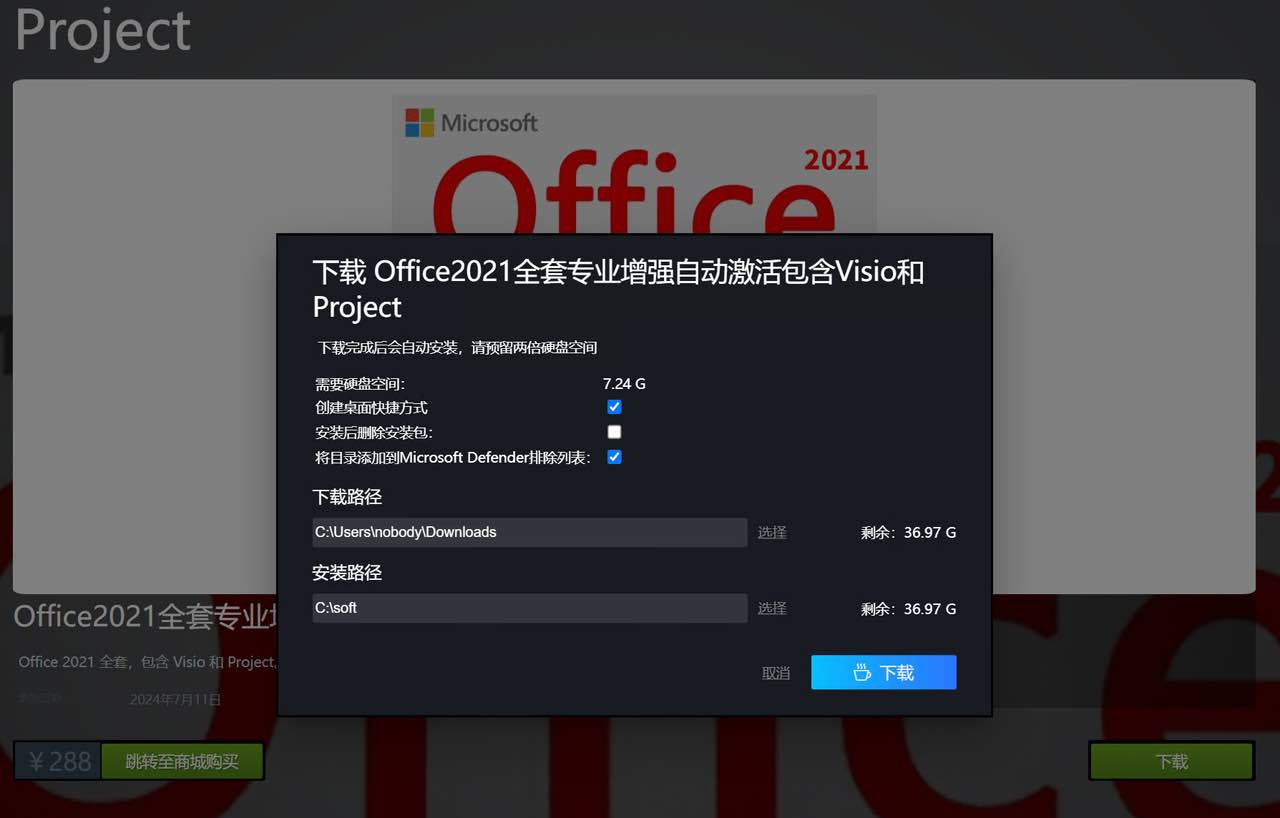 Project
Microsoft
Office 2021
下载 Office2021全套专业增强自动激活包含Visio和
Project
下载完成后会自动安装，请预留两倍硬盘空间
需要硬盘空间： 7.24 G
创建桌面快捷方式
安装后删除安装包：
将目录添加到Microsoft Defender排除列表：
下载路径
C:\Users\nobody\Downloads 选择 剩余：36.97 G
安装路径
C:\soft 选择 剩余：36.97 G
取消 下载
Office2021全套专业增
Office 2021 全套，包含 Visio 和 Project,
2024年7月11日
￥288 跳转至商城购买 下载